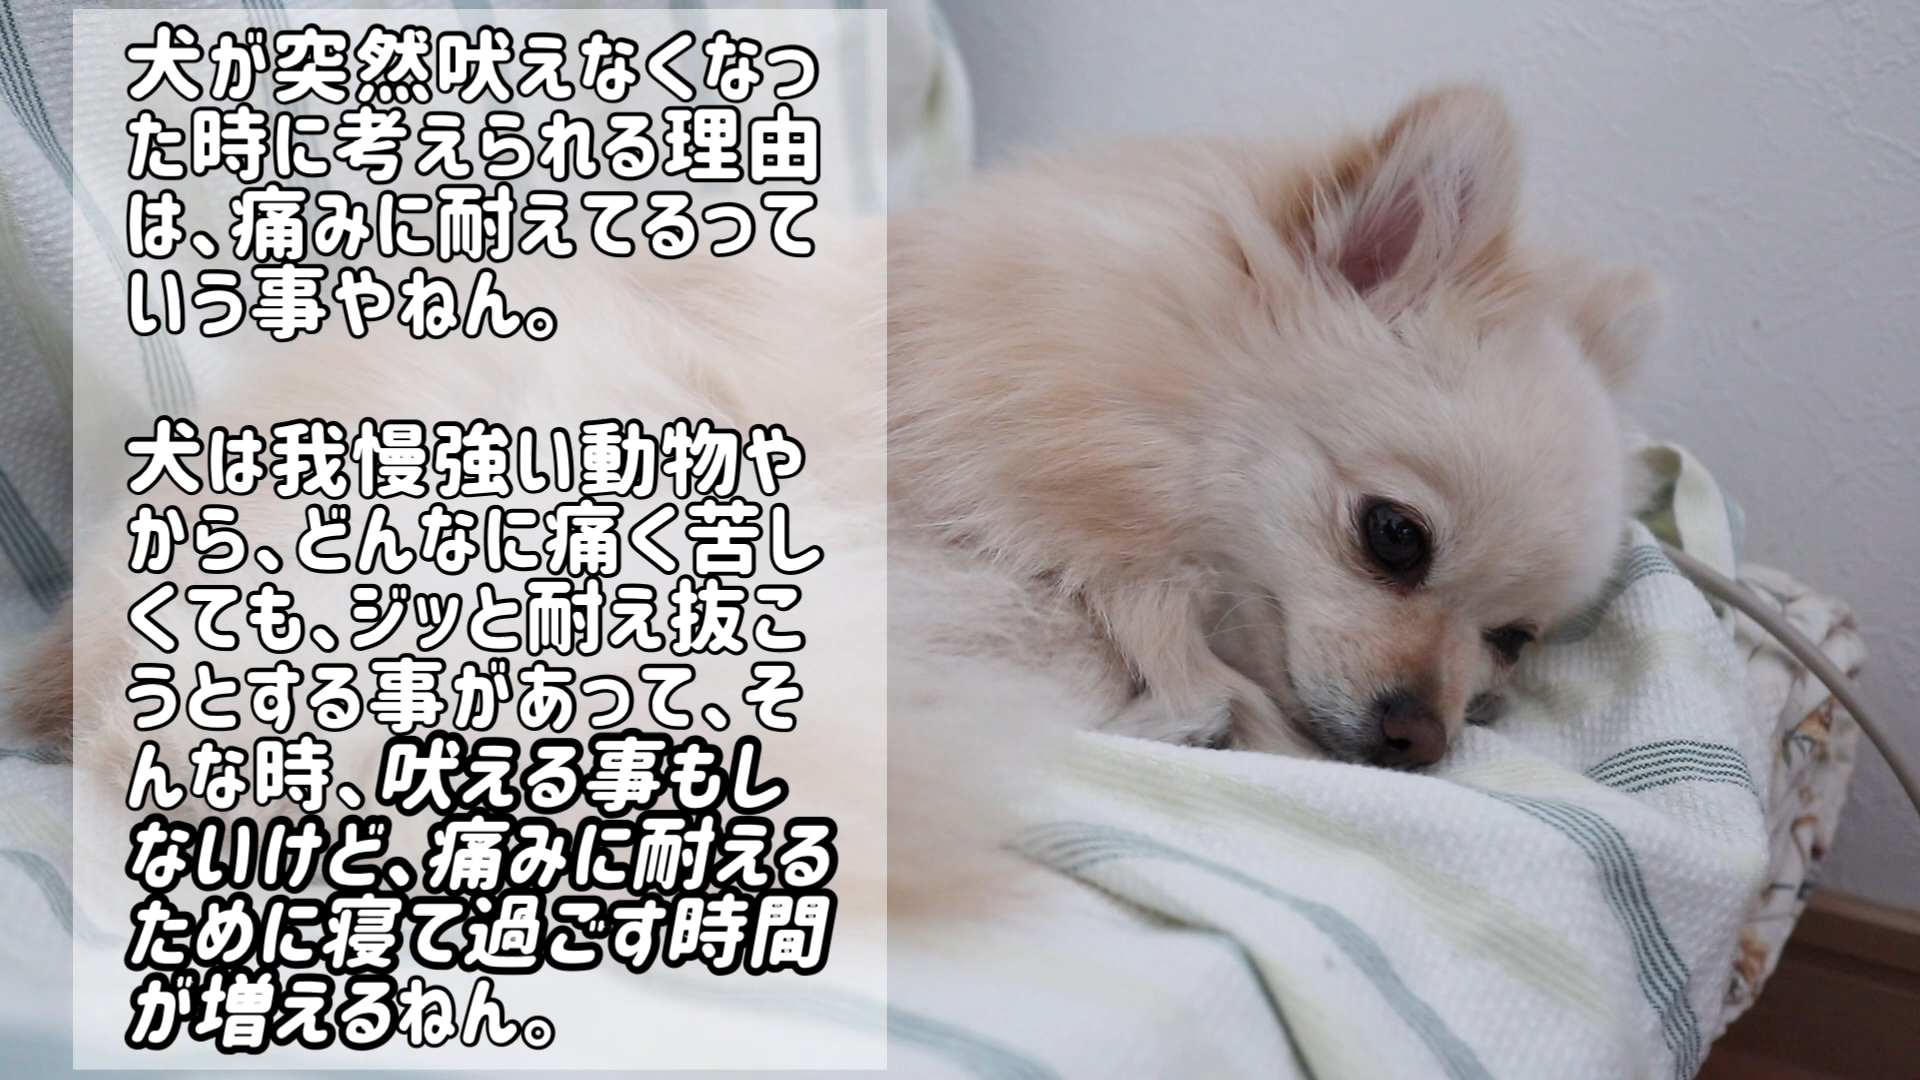 犬が突然吠えなくなっ
た時に考えられる理由
は、痛みに耐えてるって
いう事やねん。
犬は我慢強い動物や
から、どんなに痛く苦し
くても、ジッと耐え抜こ
うとする事があって、そ
んな時、吠える事もし
ないけど、痛みに耐える
ために寝て過ごす時間
が増えるねん。